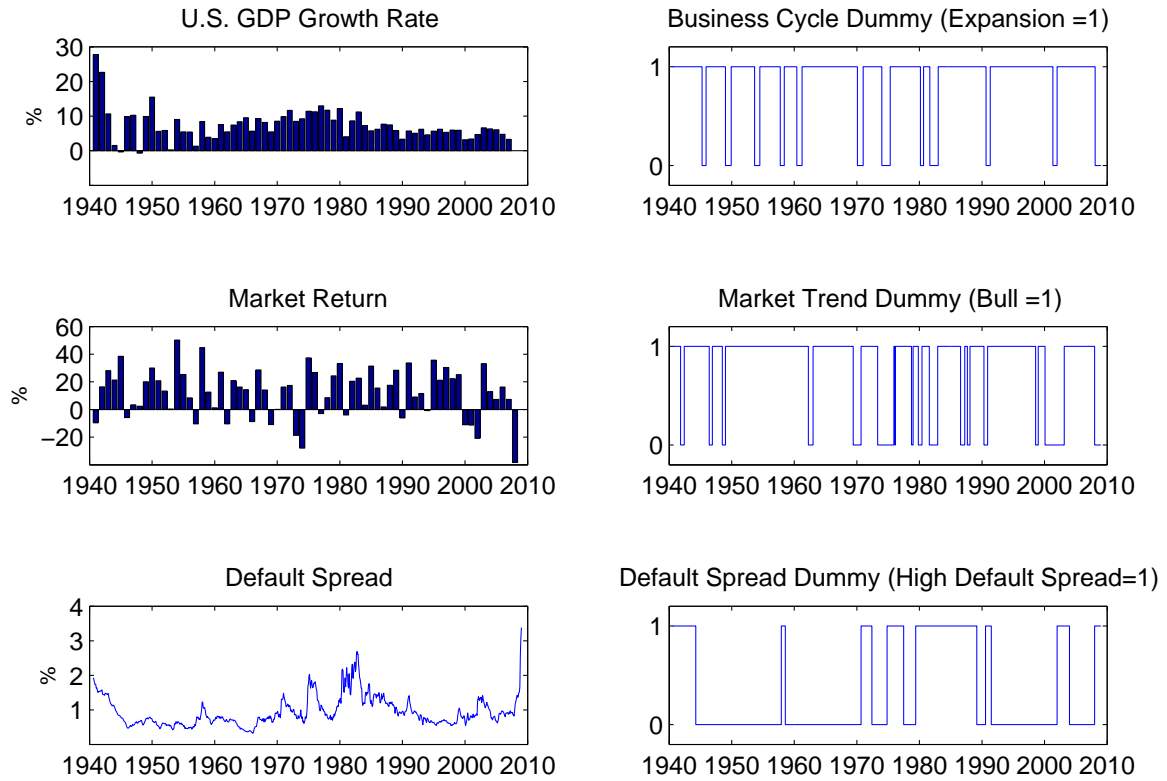 U.S. GDP Growth Rate
30
20
10
0
%
1940 1950 1960 1970 1980 1990 2000 2010
Business Cycle Dummy (Expansion =1)
1
0
1940 1950 1960 1970 1980 1990 2000 2010
Market Return
60
40
20
0
−20
%
1940 1950 1960 1970 1980 1990 2000 2010
Market Trend Dummy (Bull =1)
1
0
1940 1950 1960 1970 1980 1990 2000 2010
Default Spread
4
3
2
1
%
1940 1950 1960 1970 1980 1990 2000 2010
Default Spread Dummy (High Default Spread=1)
1
0
1940 1950 1960 1970 1980 1990 2000 2010